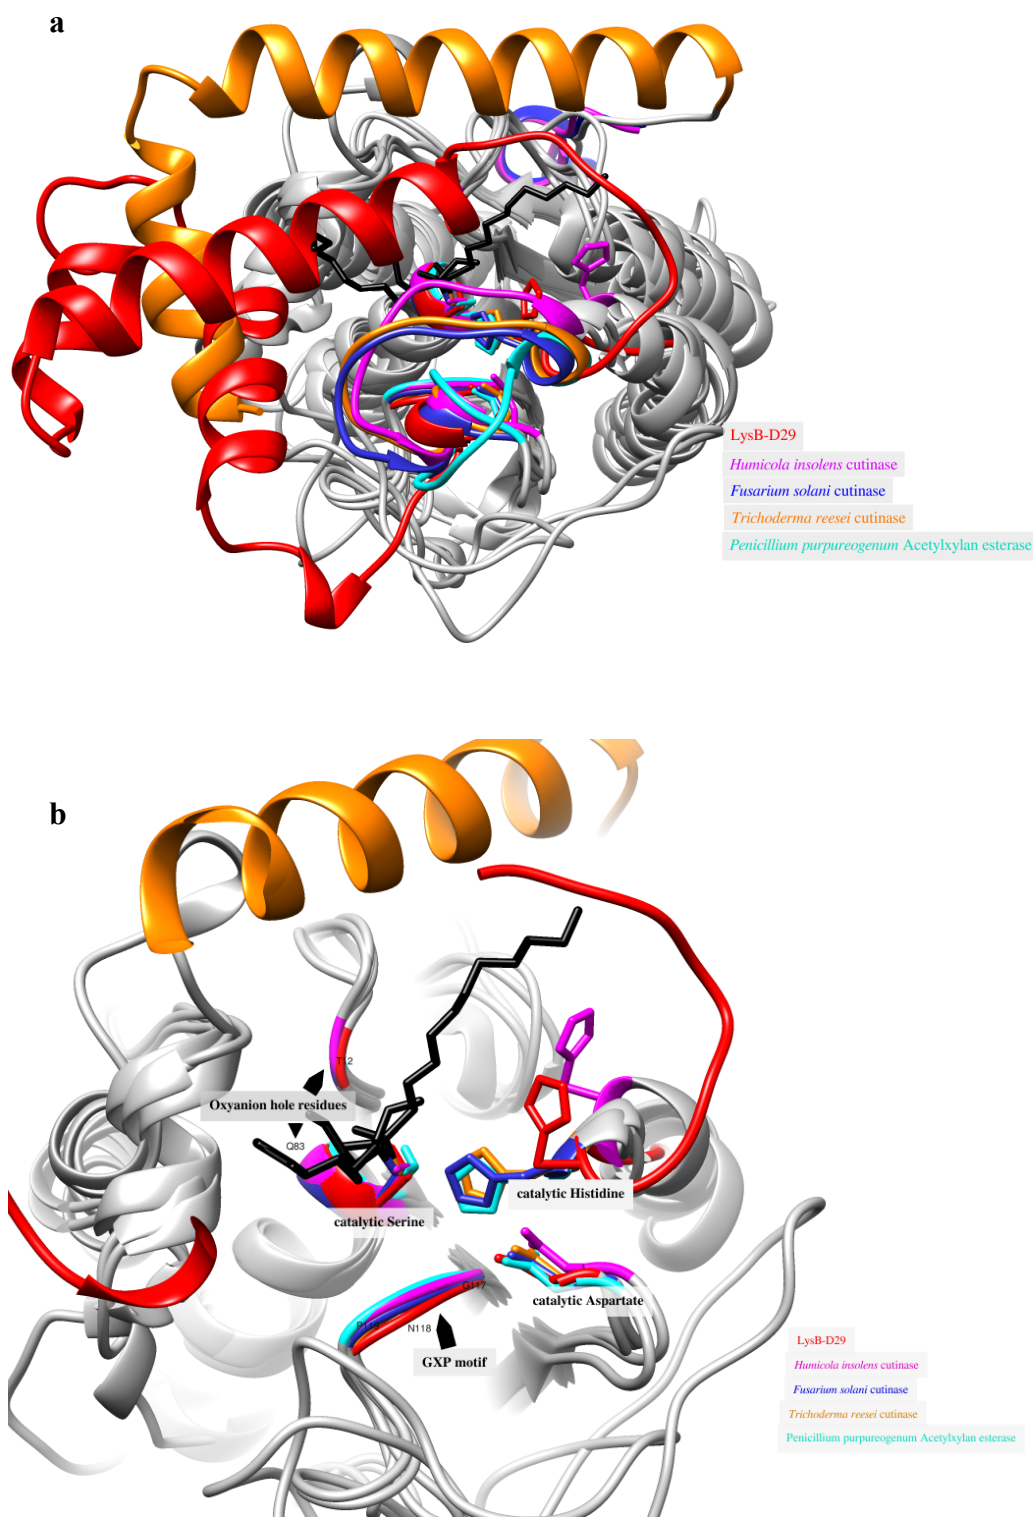 a
LysB-D29
Humicola insolens cutinase
Fusarium solani cutinase
Trichoderma reesei cutinase
Penicillium purpureogenum Acetylxylan esterase
b
T12
Oxyanion hole residues
Q83
catalytic Histidine
catalytic Serine
G117
catalytic Aspartate
N118
GXP motif
LysB-D29
Humicola insolens cutinase
Fusarium solani cutinase
Trichoderma reesei cutinase
Penicillium purpureogenum Acetylxylan esterase